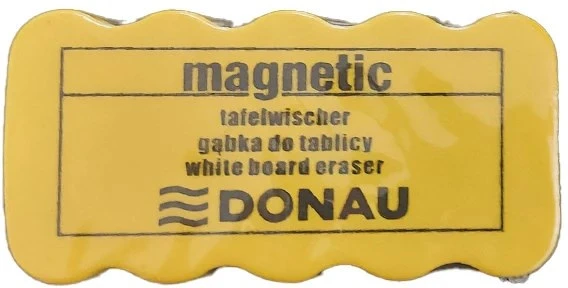 magnetic
tafelwischer
gąbka do tablicy
white board eraser
DONAU